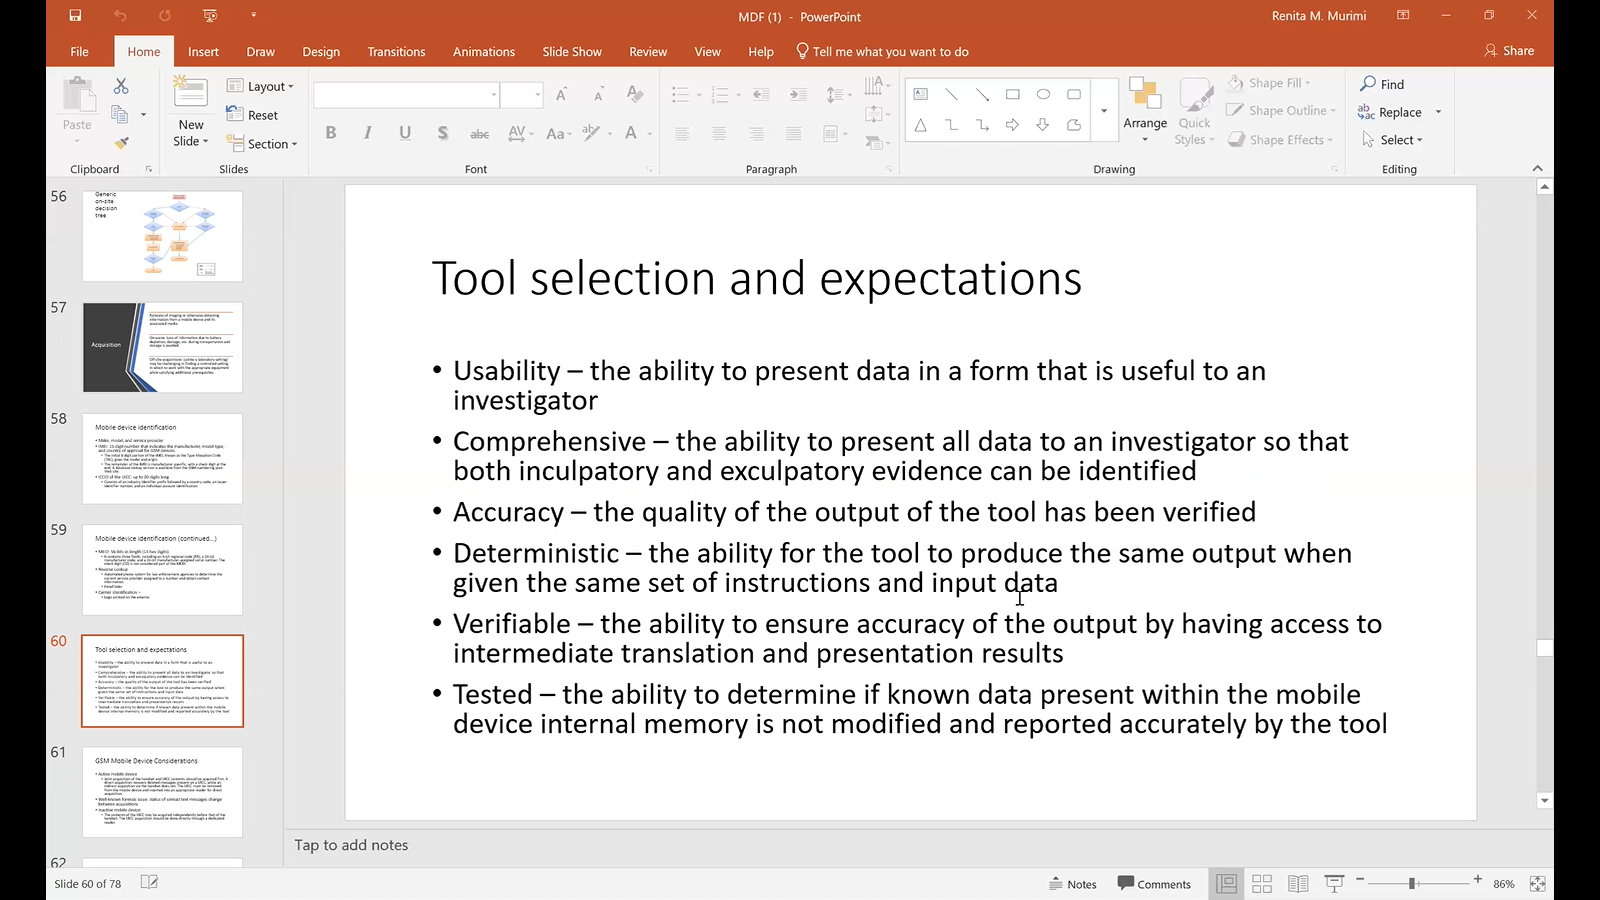 MDF (1) - PowerPoint
Renita M. Murimi
File Home Insert Draw Design Transitions Animations Slide Show Review View Help Tell me what you want to do Share
Paste
Clipboard
New Slide
Layout
Reset
Section
Slides
B I U S abc AV Aa A
Font
Paragraph
Arrange
Quick Styles
Shape Fill
Shape Outline
Shape Effects
Drawing
Find
Replace
Select
Editing
56
Generic
on-site
decision
tree
57
Acquisition
58
Mobile device identification
59
Mobile device identification (continued...)
60
Tool selection and expectations
61
GSM Mobile Device Considerations
62
Tool selection and expectations
• Usability – the ability to present data in a form that is useful to an
investigator
• Comprehensive – the ability to present all data to an investigator so that
both inculpatory and exculpatory evidence can be identified
• Accuracy – the quality of the output of the tool has been verified
• Deterministic – the ability for the tool to produce the same output when
given the same set of instructions and input data
• Verifiable – the ability to ensure accuracy of the output by having access to
intermediate translation and presentation results
• Tested – the ability to determine if known data present within the mobile
device internal memory is not modified and reported accurately by the tool
Tap to add notes
Slide 60 of 78
Notes
Comments
86%